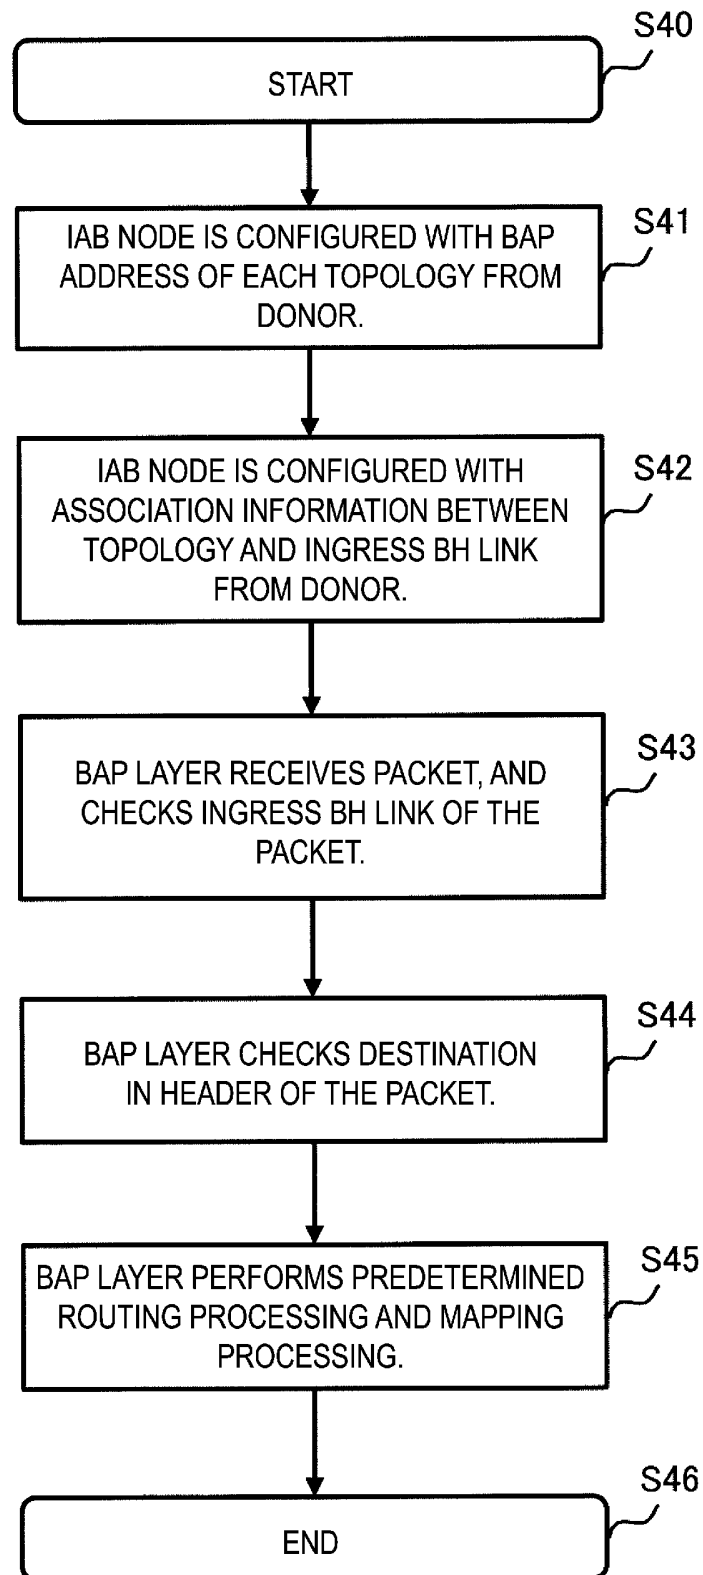 S40
START
S41
IAB NODE IS CONFIGURED WITH BAP
ADDRESS OF EACH TOPOLOGY FROM
DONOR.
S42
IAB NODE IS CONFIGURED WITH
ASSOCIATION INFORMATION BETWEEN
TOPOLOGY AND INGRESS BH LINK
FROM DONOR.
S43
BAP LAYER RECEIVES PACKET, AND
CHECKS INGRESS BH LINK OF THE
PACKET.
S44
BAP LAYER CHECKS DESTINATION
IN HEADER OF THE PACKET.
S45
BAP LAYER PERFORMS PREDETERMINED
ROUTING PROCESSING AND MAPPING
PROCESSING.
S46
END